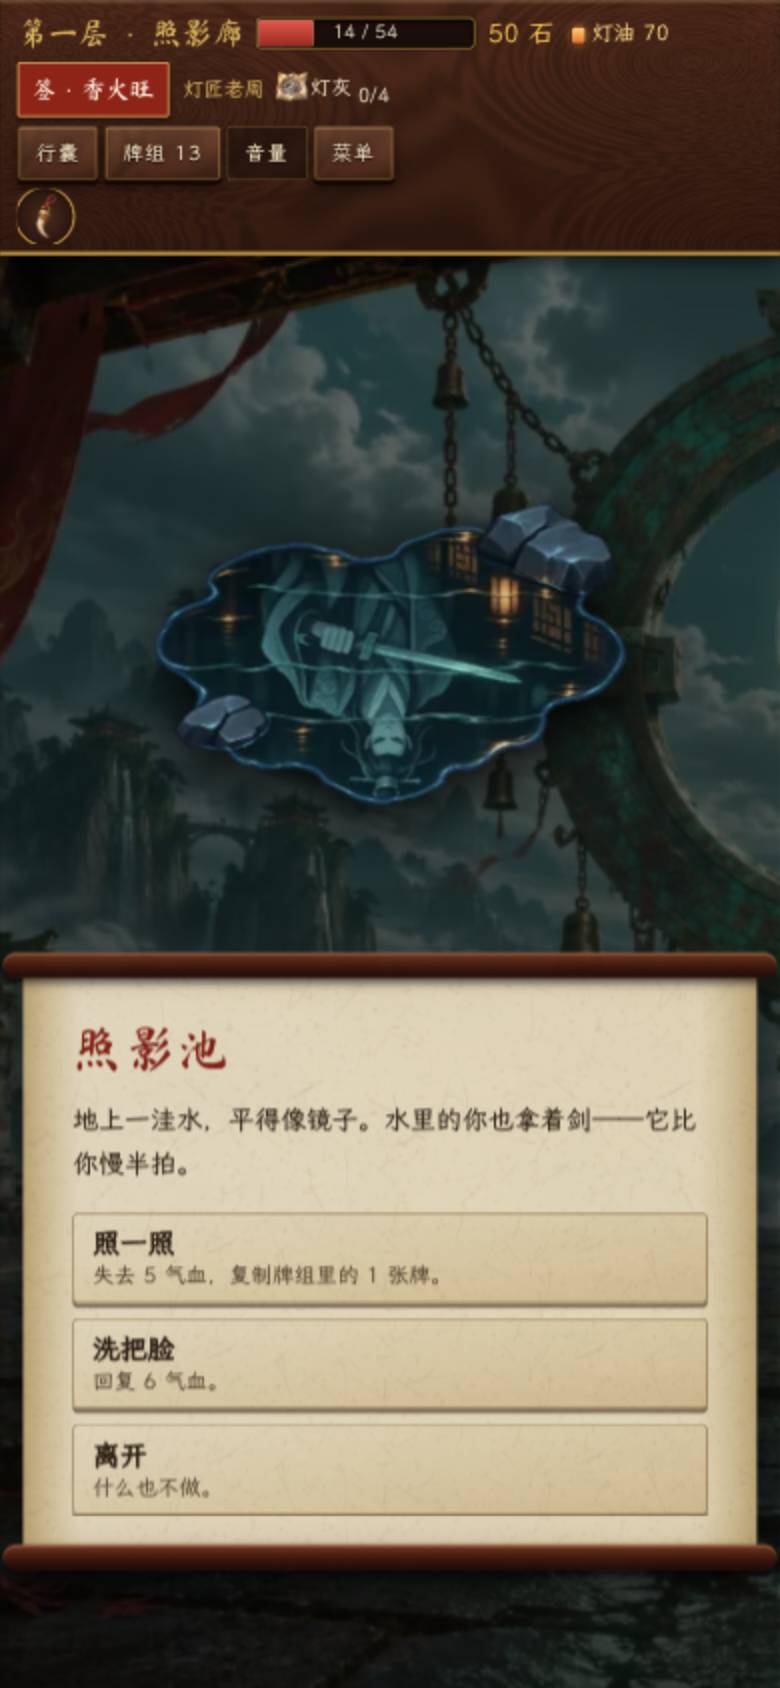 第一层 · 照影廊 14 / 54 50 石 灯油 70
签 · 香火旺 灯匠老周 灯灰 0/4
行囊 牌组 13 音量 菜单
照影池
地上一洼水，平得像镜子。水里的你也拿着剑——它比
你慢半拍。
照一照
失去 5 气血，复制牌组里的 1 张牌。
洗把脸
回复 6 气血。
离开
什么也不做。